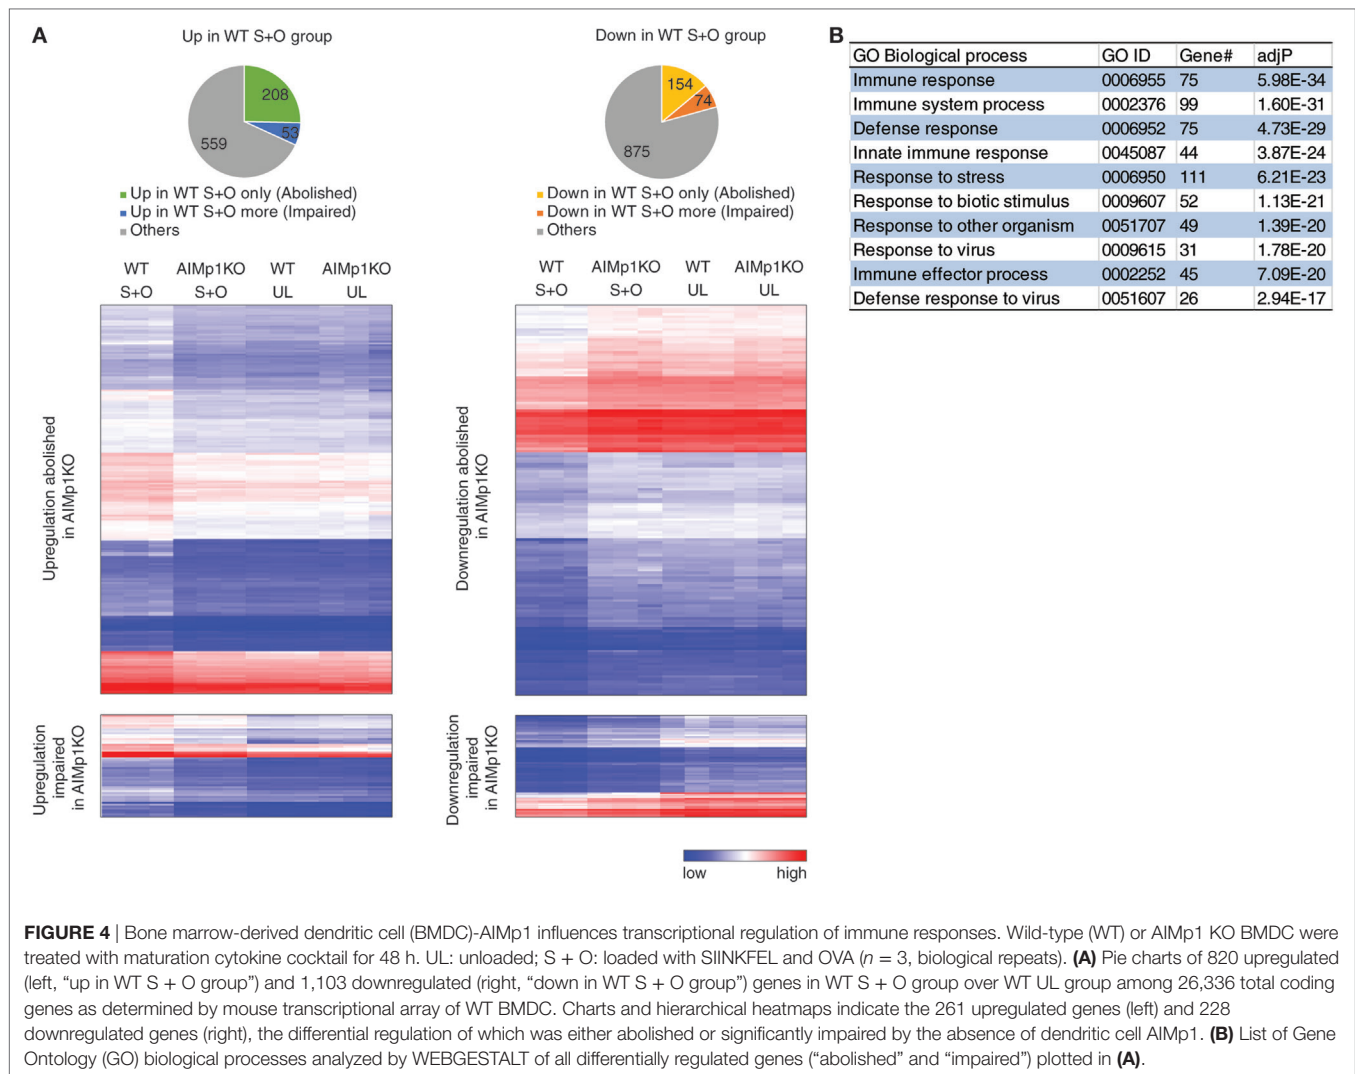 A
Up in WT S+O group
208
53
559
Up in WT S+O only (Abolished)
Up in WT S+O more (Impaired)
Others
Down in WT S+O group
154
74
875
Down in WT S+O only (Abolished)
Down in WT S+O more (Impaired)
Others
WT AIMp1KO WT AIMp1KO
S+O S+O UL UL
Upregulation abolished
in AIMp1KO
Upregulation
impaired
in AIMp1KO
WT AIMp1KO WT AIMp1KO
S+O S+O UL UL
Downregulation abolished
in AIMp1KO
Downregulation
impaired
in AIMp1KO
low high
B
GO Biological process GO ID Gene# adjP
Immune response 0006955 75 5.98E-34
Immune system process 0002376 99 1.60E-31
Defense response 0006952 75 4.73E-29
Innate immune response 0045087 44 3.87E-24
Response to stress 0006950 111 6.21E-23
Response to biotic stimulus 0009607 52 1.13E-21
Response to other organism 0051707 49 1.39E-20
Response to virus 0009615 31 1.78E-20
Immune effector process 0002252 45 7.09E-20
Defense response to virus 0051607 26 2.94E-17
FIGURE 4 | Bone marrow-derived dendritic cell (BMDC)-AIMp1 influences transcriptional regulation of immune responses. Wild-type (WT) or AIMp1 KO BMDC were
treated with maturation cytokine cocktail for 48 h. UL: unloaded; S + O: loaded with SIINKFEL and OVA (n = 3, biological repeats). (A) Pie charts of 820 upregulated
(left, “up in WT S + O group”) and 1,103 downregulated (right, “down in WT S + O group”) genes in WT S + O group over WT UL group among 26,336 total coding
genes as determined by mouse transcriptional array of WT BMDC. Charts and hierarchical heatmaps indicate the 261 upregulated genes (left) and 228
downregulated genes (right), the differential regulation of which was either abolished or significantly impaired by the absence of dendritic cell AIMp1. (B) List of Gene
Ontology (GO) biological processes analyzed by WEBGESTALT of all differentially regulated genes (“abolished” and “impaired”) plotted in (A).